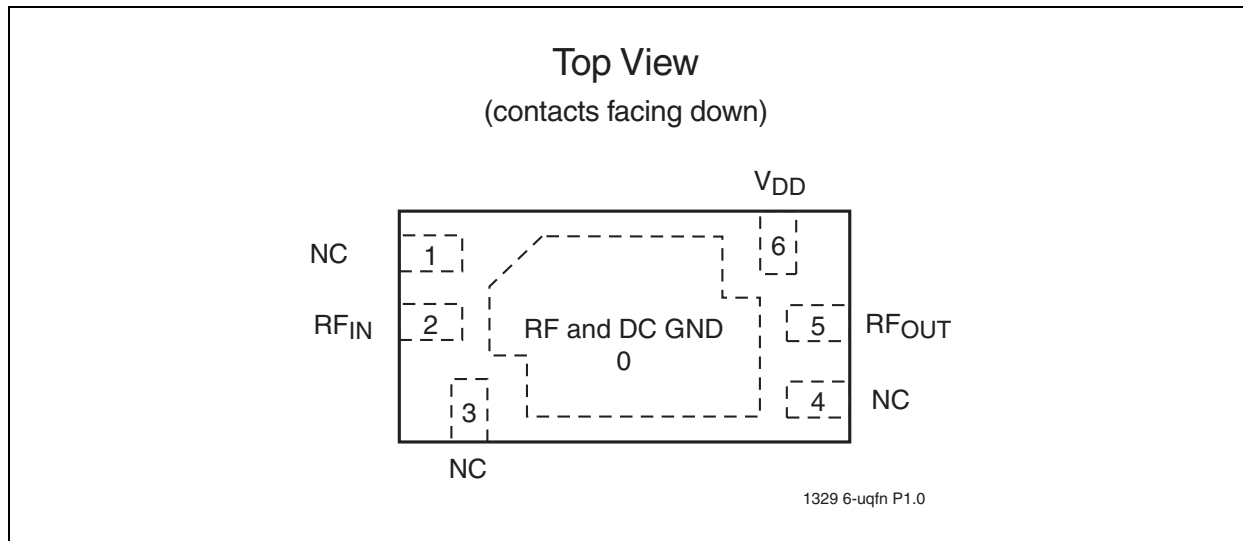 Top View
(contacts facing down)
VDD
NC
1
6
RFIN
2
RF and DC GND
0
5
RFOUT
3
4
NC
NC
1329 6-uqfn P1.0